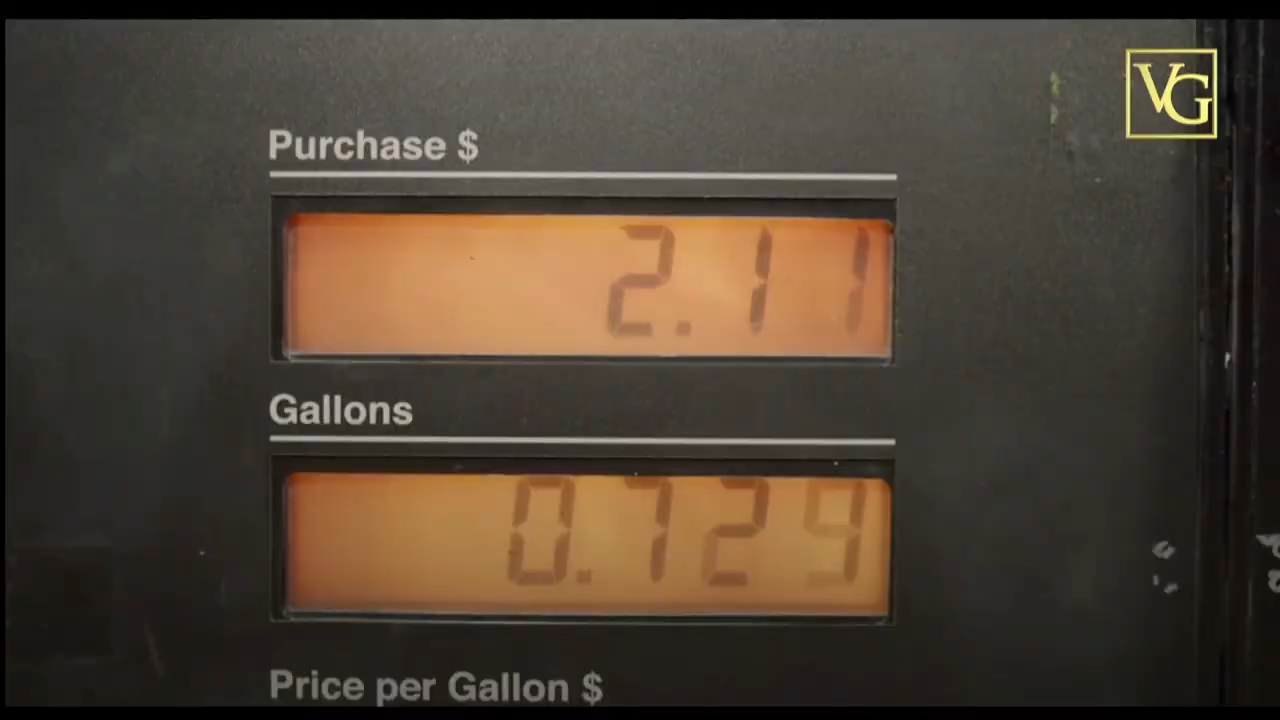 VG
Purchase $
2.11
Gallons
0.729
Price per Gallon $